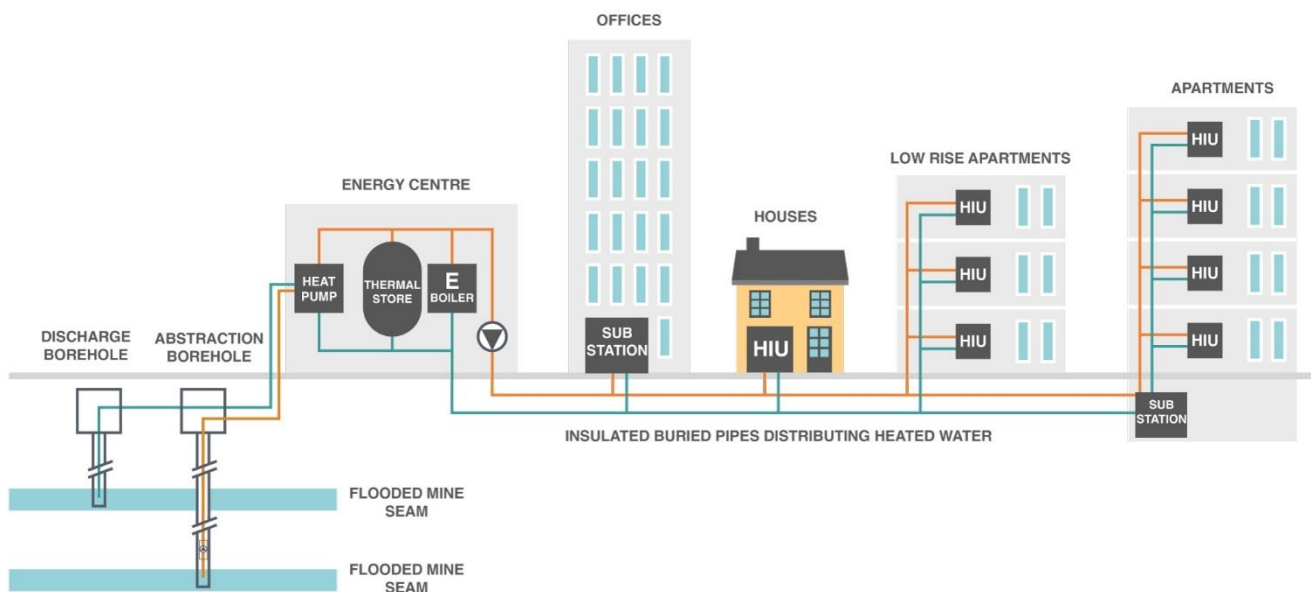 OFFICES
APARTMENTS
HIU
LOW RISE APARTMENTS
ENERGY CENTRE
HIU
HIU
HOUSES
HEAT
PUMP
THERMAL
STORE
E
BOILER
HIU
HIU
DISCHARGE
BOREHOLE
ABSTRACTION
BOREHOLE
SUB
STATION
HIU
HIU
HIU
SUB
STATION
INSULATED BURIED PIPES DISTRIBUTING HEATED WATER
FLOODED MINE
SEAM
FLOODED MINE
SEAM